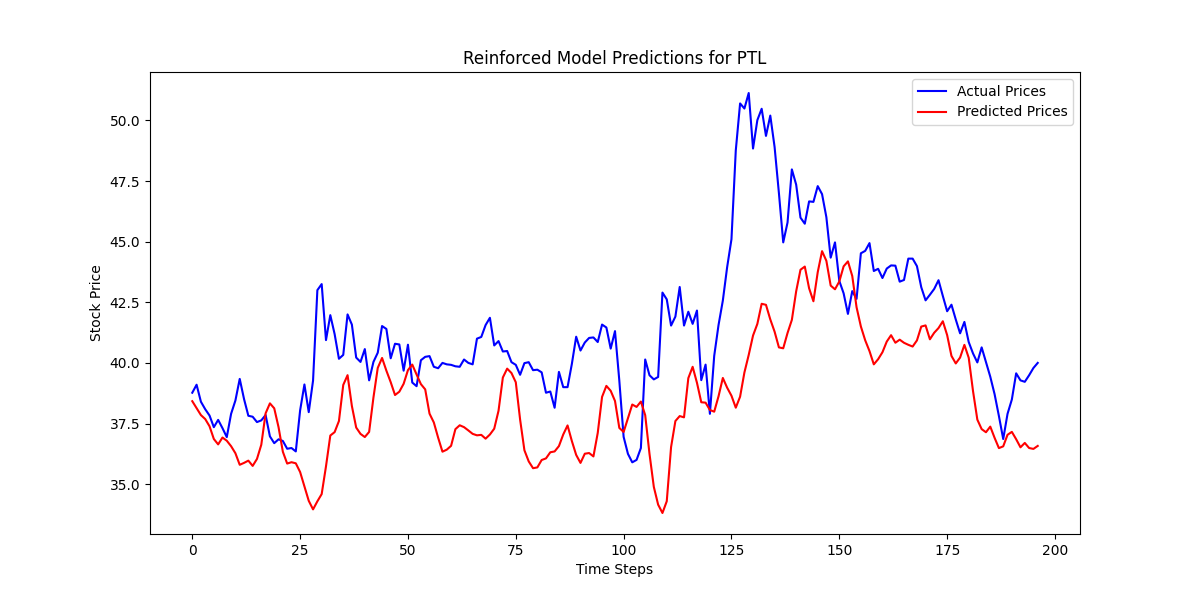 Reinforced Model Predictions for PTL
Actual Prices
Predicted Prices
50.0
47.5
45.0
42.5
40.0
37.5
35.0
Stock Price
0 25 50 75 100 125 150 175 200
Time Steps